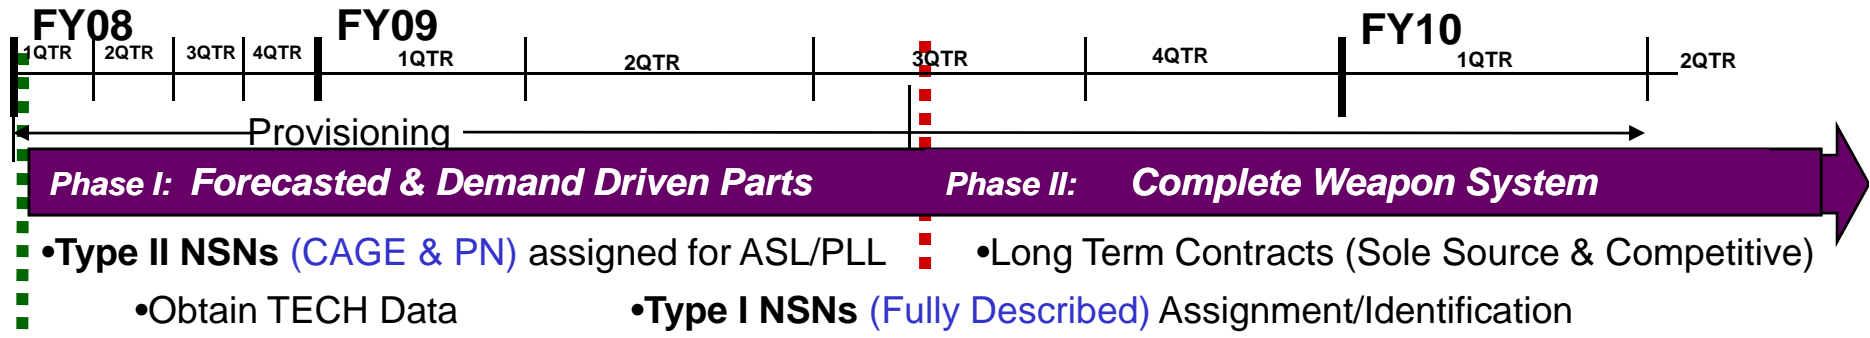 FY08 FY09 FY10
1QTR 2QTR 3QTR 4QTR 1QTR 2QTR 3QTR 4QTR 1QTR 2QTR
Provisioning
Phase I: Forecasted & Demand Driven Parts Phase II: Complete Weapon System
•Type II NSNs (CAGE & PN) assigned for ASL/PLL •Long Term Contracts (Sole Source & Competitive)
•Obtain TECH Data •Type I NSNs (Fully Described) Assignment/Identification